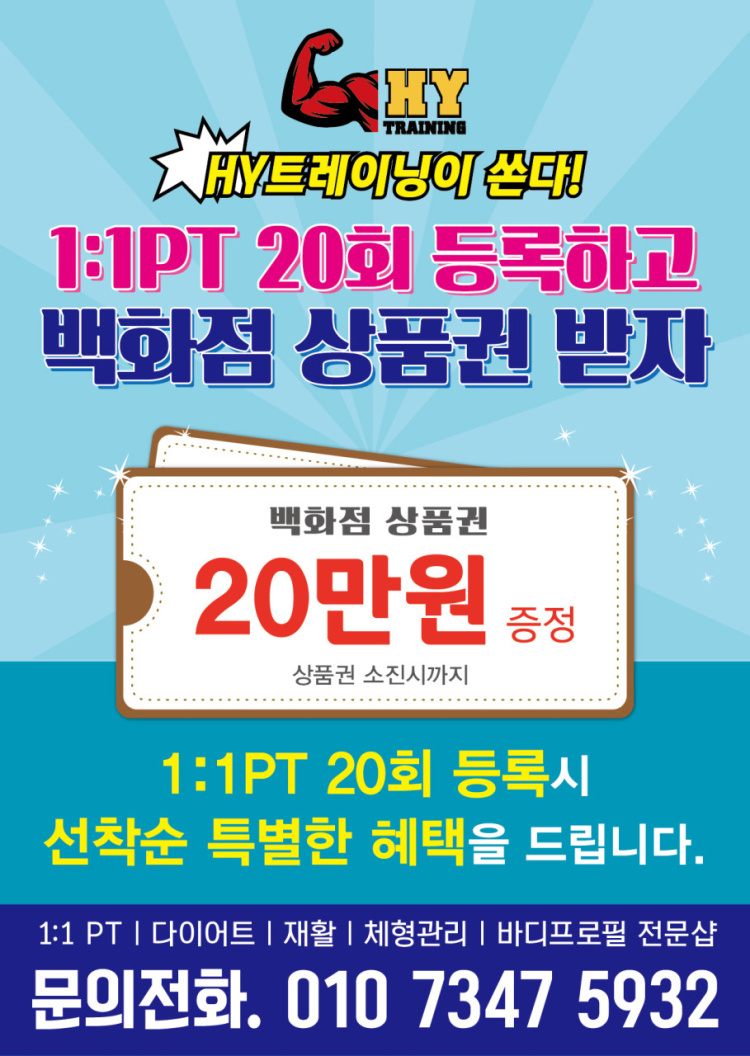 HY
TRAINING
HY트레이닝이 쏜다!
1:1PT 20회 등록하고
백화점 상품권 받자
백화점 상품권
20만원 증정
상품권 소진시까지
1:1PT 20회 등록시
선착순 특별한 혜택을 드립니다.
1:1 PT | 다이어트 | 재활 | 체형관리 | 바디프로필 전문샵
문의전화. 010 7347 5932